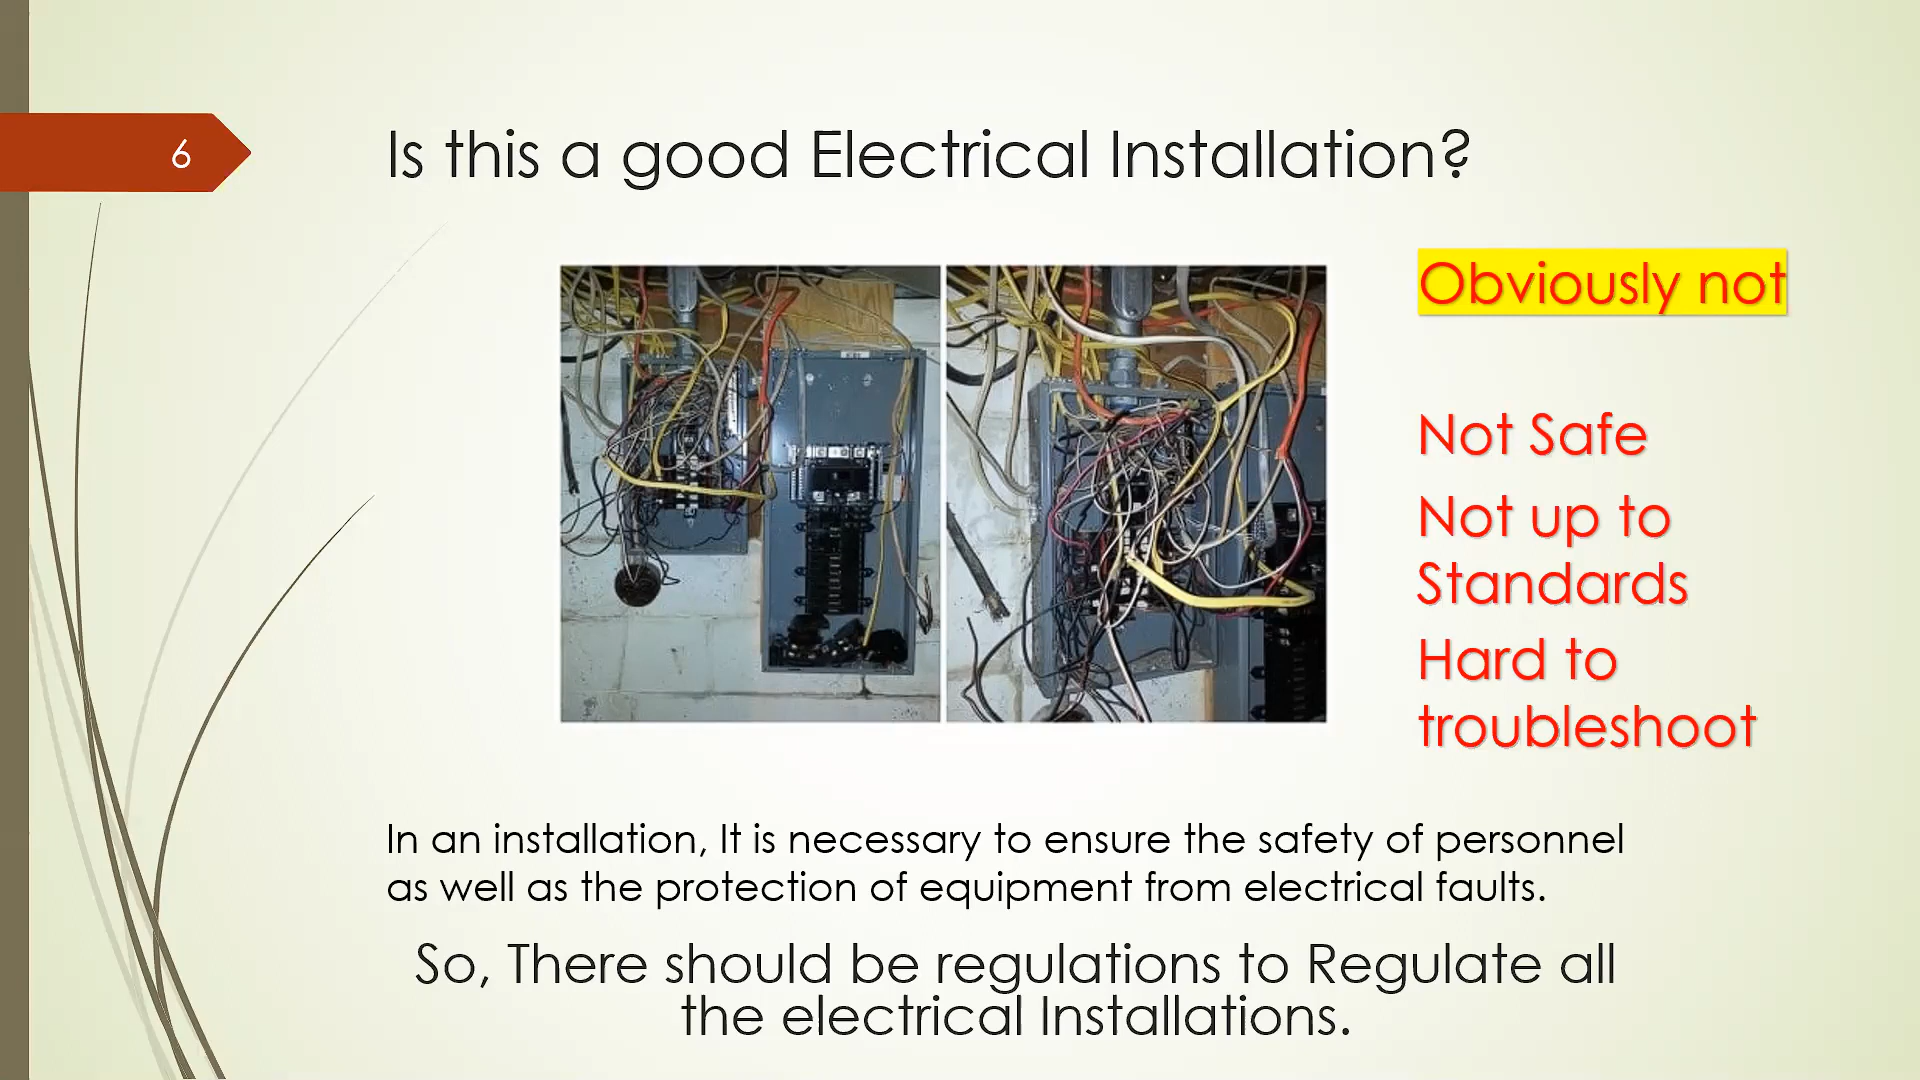 6
Is this a good Electrical Installation?
Obviously not
Not Safe
Not up to
Standards
Hard to
troubleshoot
In an installation, It is necessary to ensure the safety of personnel
as well as the protection of equipment from electrical faults.
So, There should be regulations to Regulate all
the electrical Installations.